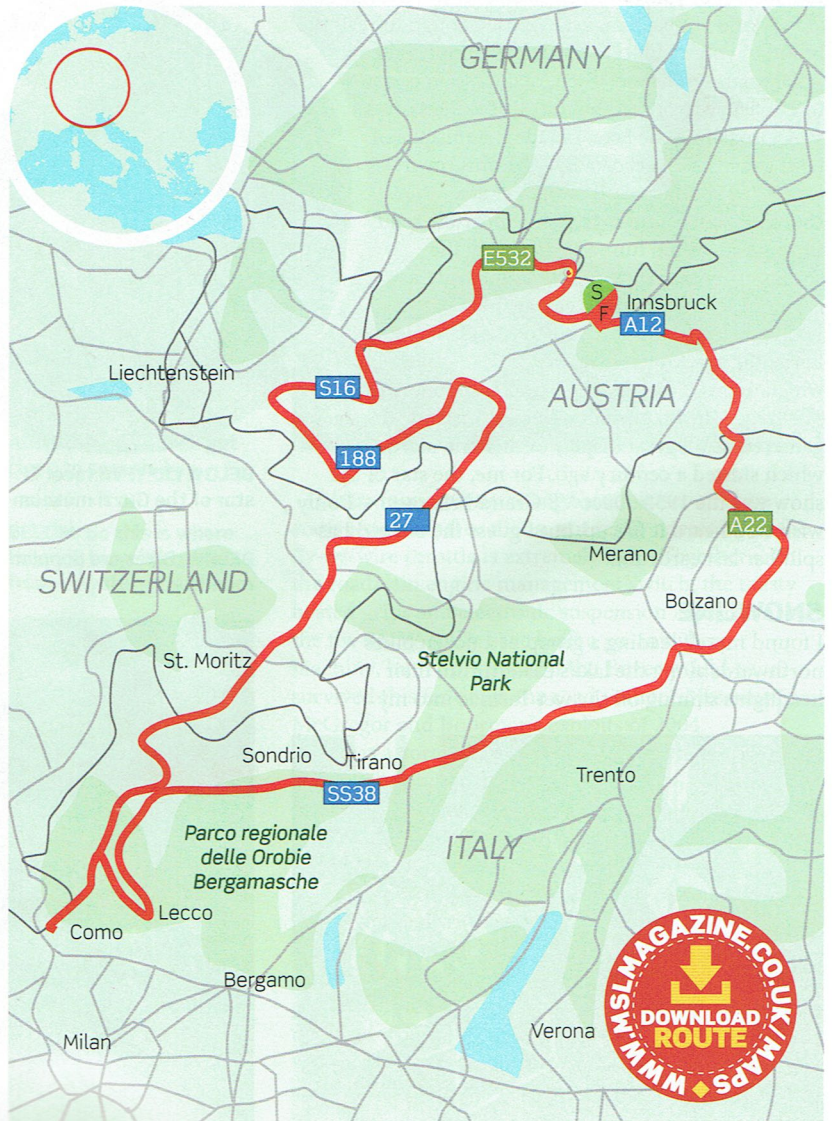 GERMANY
E532
S
F
Innsbruck
A12
Liechtenstein
S16
AUSTRIA
188
27
A22
Merano
SWITZERLAND
Bolzano
St. Moritz
Stelvio National
Park
Sondrio
Tirano
Trento
SS38
Parco regionale
delle Orobie
Bergamasche
ITALY
Lecco
Como
Bergamo
Milan
Verona
WWW.MSLMAGAZINE.CO.UK/MAPS
DOWNLOAD
ROUTE